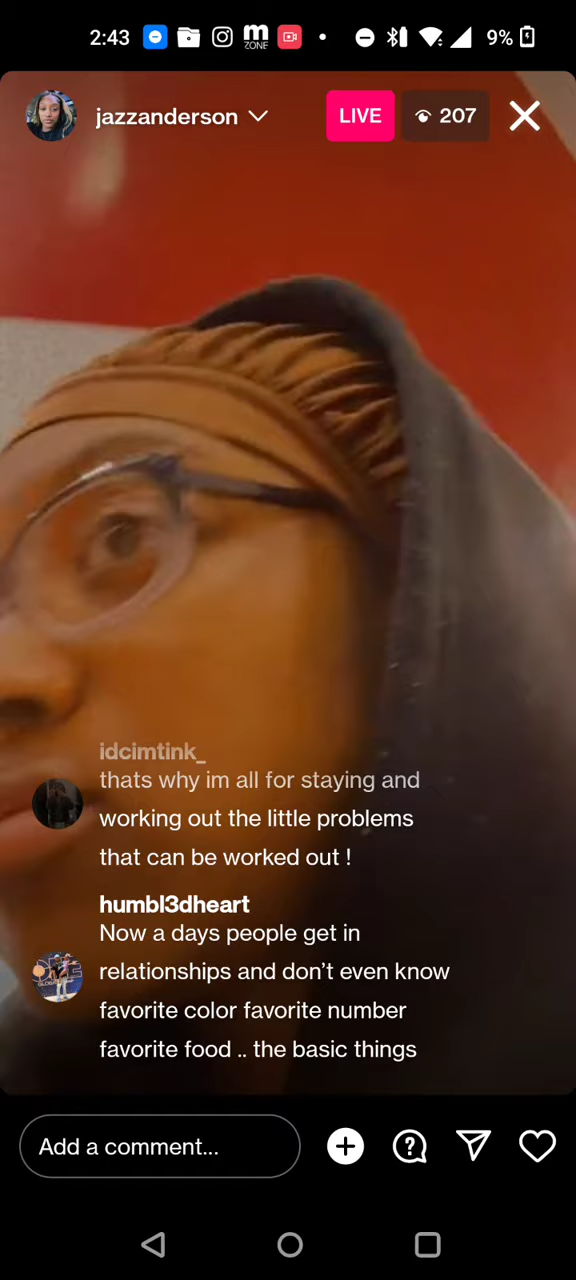 2:43
m
ZONE
9%
jazzanderson
LIVE
207
idcimtink_
thats why im all for staying and
working out the little problems
that can be worked out !
humbl3dheart
Now a days people get in
relationships and don't even know
favorite color favorite number
favorite food .. the basic things
Add a comment...